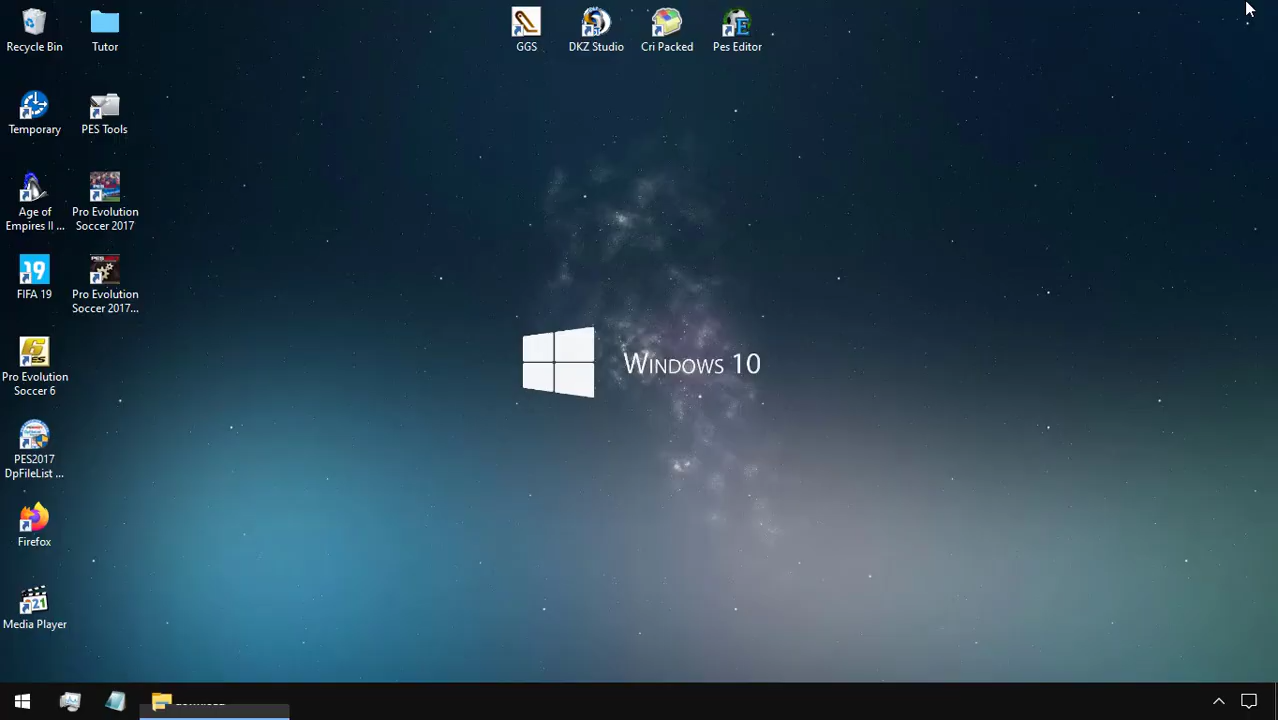 Recycle Bin
Tutor
GGS
DKZ Studio
Cri Packed
Pes Editor
Temporary
PES Tools
Age of
Empires II ...
Pro Evolution
Soccer 2017
FIFA 19
Pro Evolution
Soccer 2017...
Pro Evolution
Soccer 6
WINDOWS 10
PES2017
DpFileList ...
Firefox
Media Player